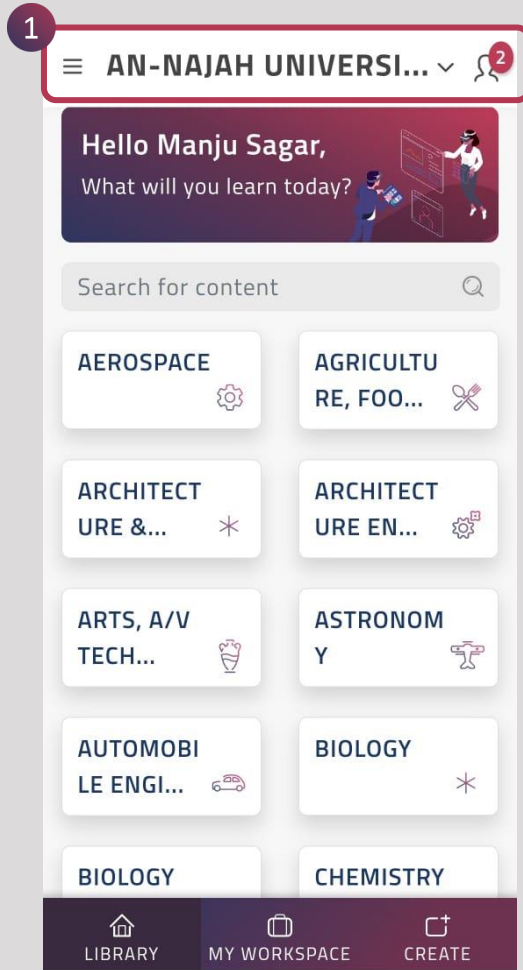 1
AN-NAJAH UNIVERSI...
2
Hello Manju Sagar,
What will you learn today?
Search for content
AEROSPACE
AGRICULTU
RE, FOO...
ARCHITECT
URE &...
ARCHITECT
URE EN...
ARTS, A/V
TECH...
ASTRONOM
Y
AUTOMOBI
LE ENGI...
BIOLOGY
BIOLOGY
CHEMISTRY
LIBRARY
MY WORKSPACE
CREATE